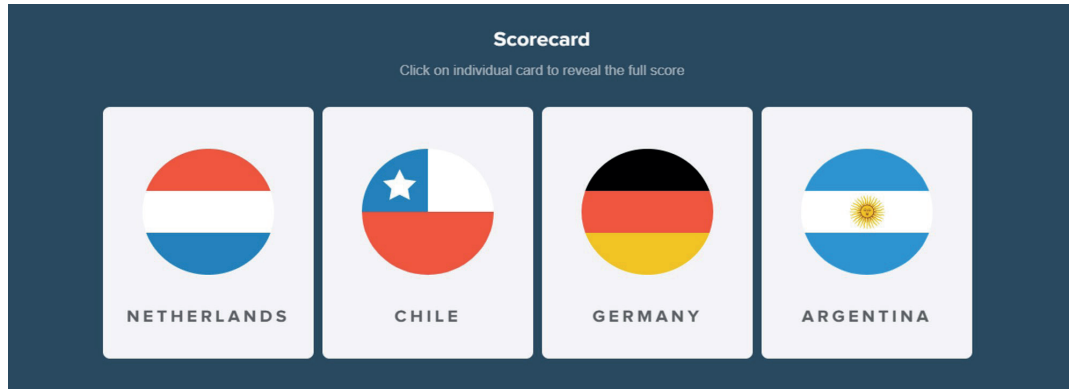 Scorecard
Click on individual card to reveal the full score
NETHERLANDS
CHILE
GERMANY
ARGENTINA